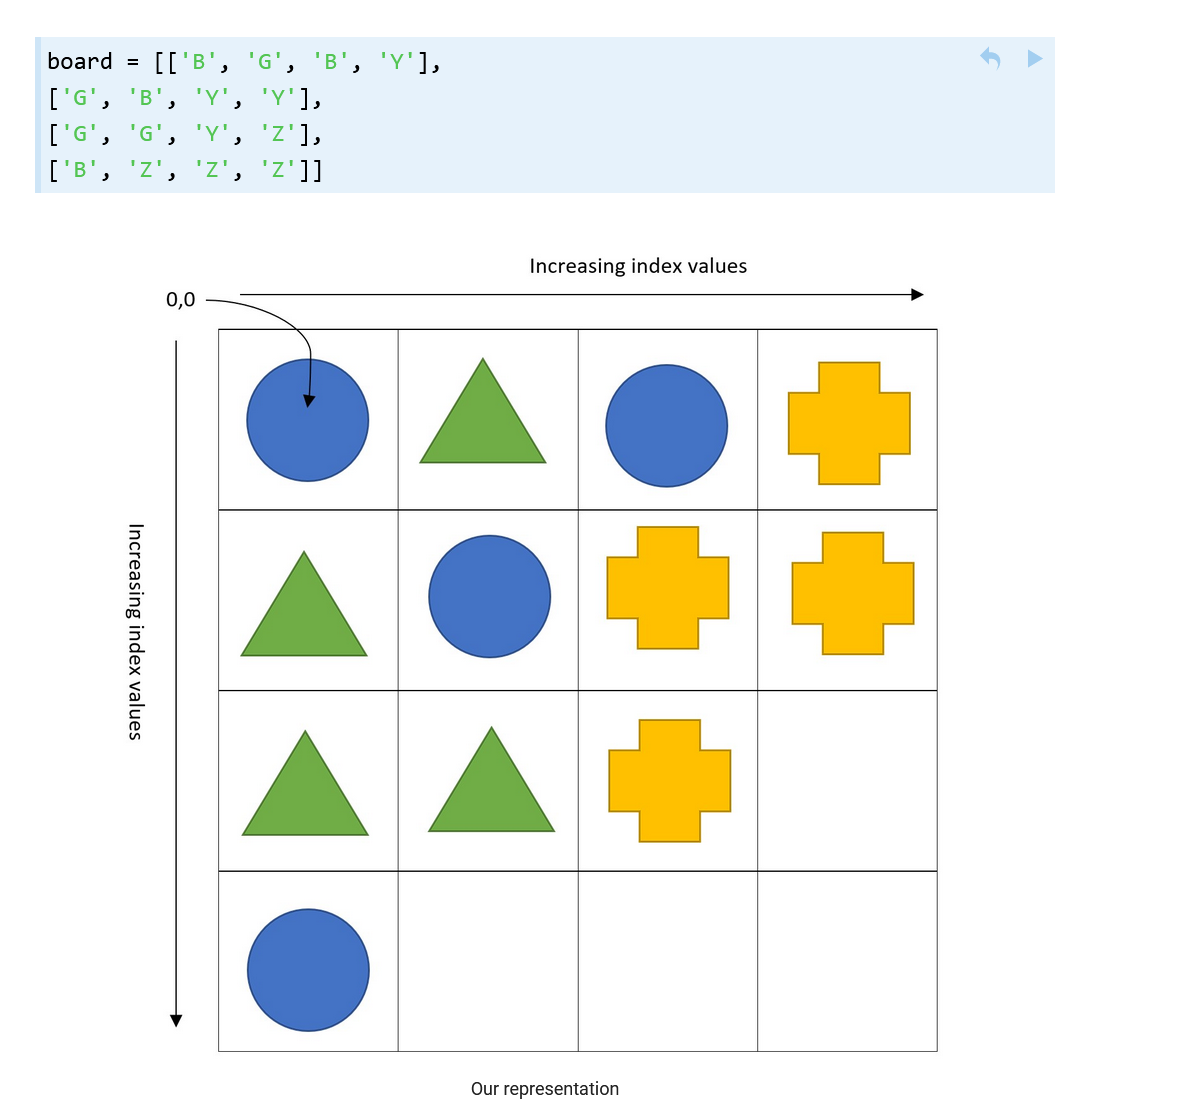 board = [['B', 'G', 'B', 'Y'],
['G', 'B', 'Y', 'Y'],
['G', 'G', 'Y', 'Z'],
['B', 'Z', 'Z', 'Z']]
Increasing index values
0,0
Increasing index values
Our representation